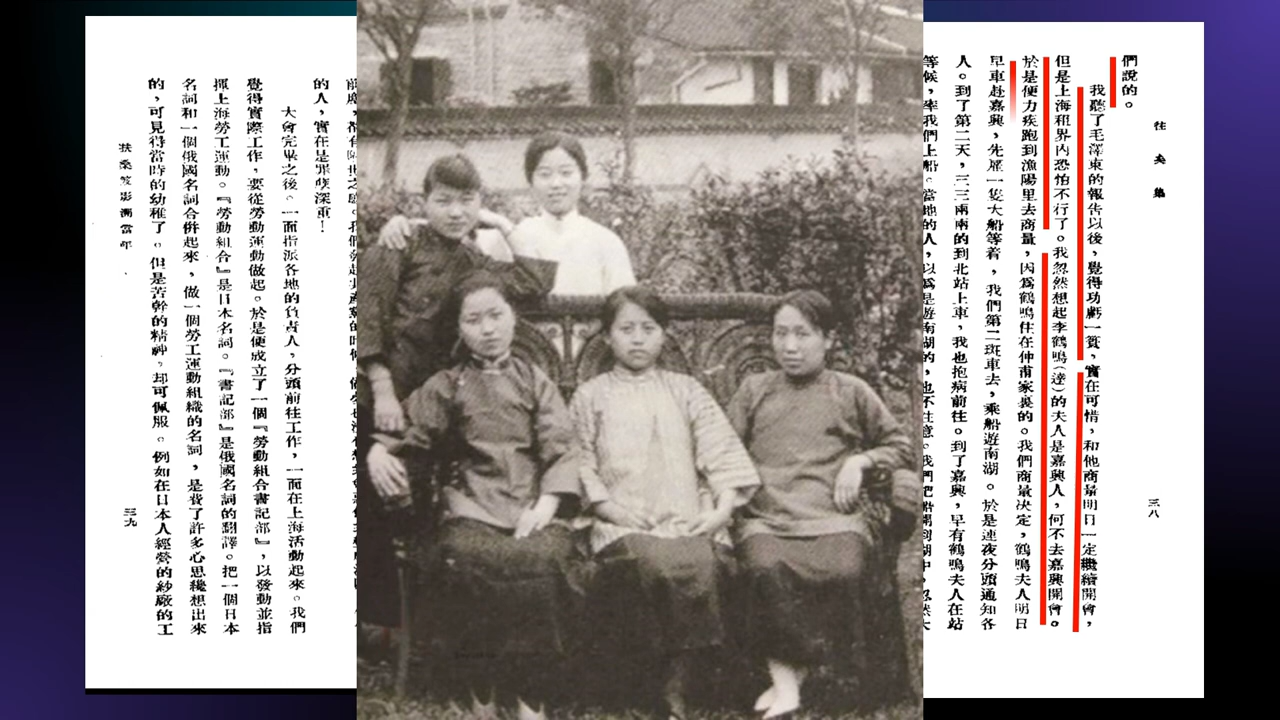 往矣集
三八
們說的。
我聽了毛澤東的報告以後，覺得功虧一簣，實在可惜，和他商量明日一定繼續開會，
但是上海租界內恐怕不行了。我忽然想起李鶴鳴（達）的夫人是嘉興人，何不去嘉興開會。
於是便力疾跑到漁陽里去商量，因爲鶴鳴住在仲甫家裏的。我們商量決定，鶴鳴夫人明日
早車赴嘉興，先雇一隻大船等着，我們第二班車去，乘船遊南湖。於是連夜分頭通知各
人。到了第二天，三三兩兩的到北站上車，我也抱病前往。到了嘉興，早有鶴鳴夫人在站
等候，率我們上船。當地的人，以爲是遊南湖的，也不在意。我們把船開到湖中，忽然大
的人，實在是罪孽深重！
大會完畢之後。一面指派各地的負責人，分頭前往工作，一面在上海活動起來。我們
覺得實際工作，要從勞動運動做起。於是便成立了一個『勞動組合書記部』，以發動並指
揮上海勞工運動。『勞動組合』是日本名詞。『書記部』是俄國名詞的翻譯。把一個日本
名詞和一個俄國名詞合併起來，做一個勞工運動組織的名詞，是費了許多心思纔想出來
的，可見得當時的幼稚了。但是苦幹的精神，却可佩服。例如在日本人經營的紗廠的工
扶桑笈影溯當年
三九